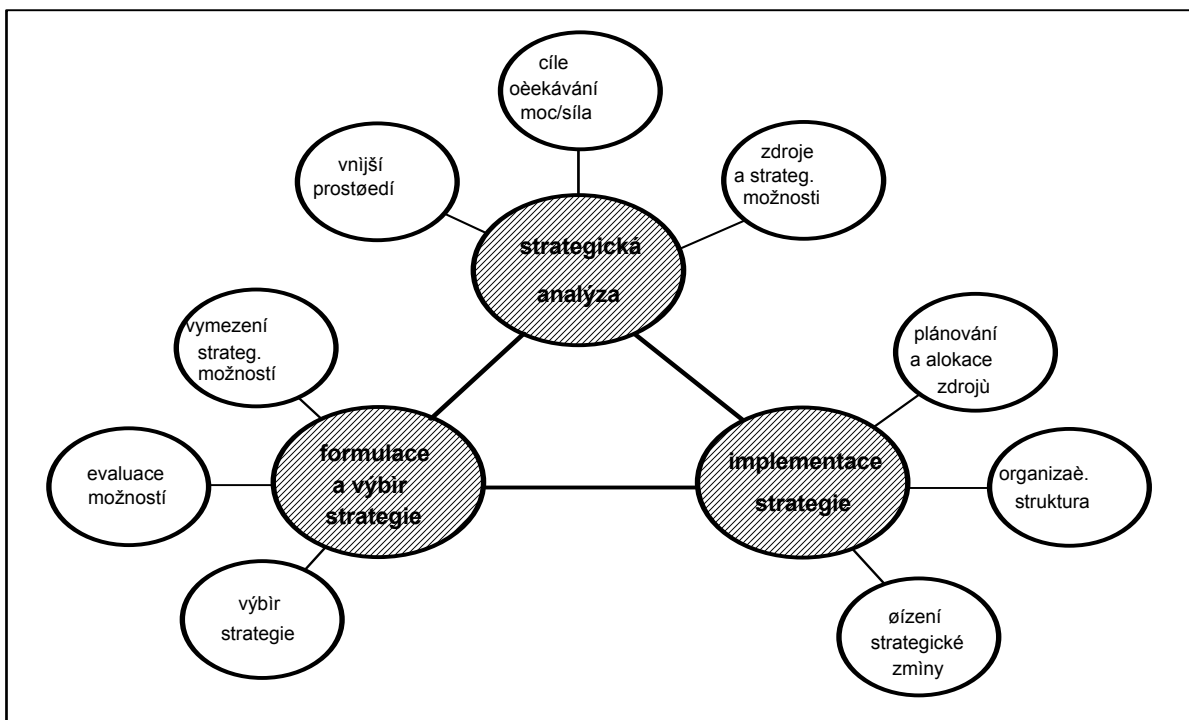 cíle
oèekávání
moc/síla
vnìjší
prostøedí
zdroje
a strateg.
možnosti
strategická
analýza
vymezení
strateg.
možností
plánování
a alokace
zdrojù
formulace
a vybìr
strategie
implementace
strategie
evaluace
možností
organizaè.
struktura
výbìr
strategie
øízení
strategické
zmìny